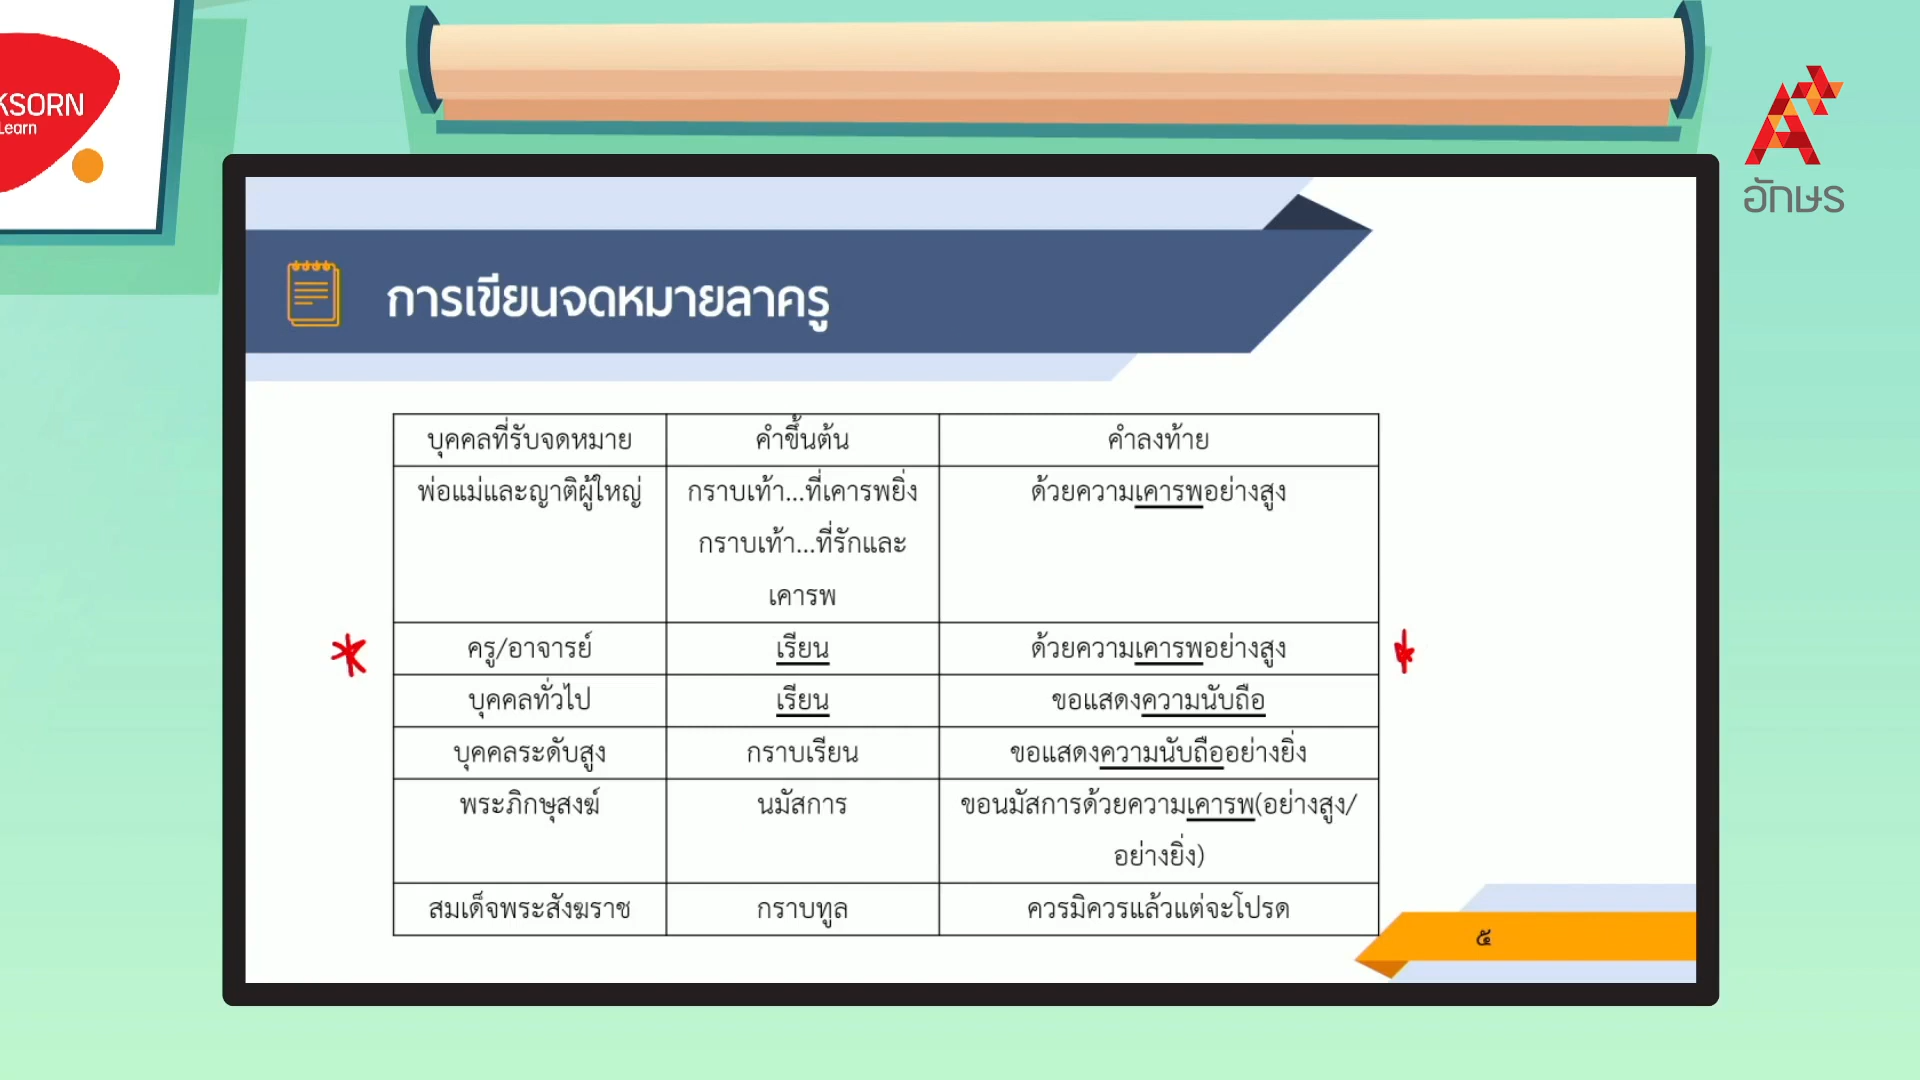 KSORN
Learn
อักษร
การเขียนจดหมายลาครู
บุคคลที่รับจดหมาย คำขึ้นต้น คำลงท้าย
พ่อแม่และญาติผู้ใหญ่ กราบเท้า...ที่เคารพยิ่ง ด้วยความเคารพอย่างสูง
กราบเท้า...ที่รักและ
เคารพ
ครู/อาจารย์ เรียน ด้วยความเคารพอย่างสูง
บุคคลทั่วไป เรียน ขอแสดงความนับถือ
บุคคลระดับสูง กราบเรียน ขอแสดงความนับถืออย่างยิ่ง
พระภิกษุสงฆ์ นมัสการ ขอนมัสการด้วยความเคารพ(อย่างสูง/
อย่างยิ่ง)
สมเด็จพระสังฆราช กราบทูล ควรมิควรแล้วแต่จะโปรด
๕